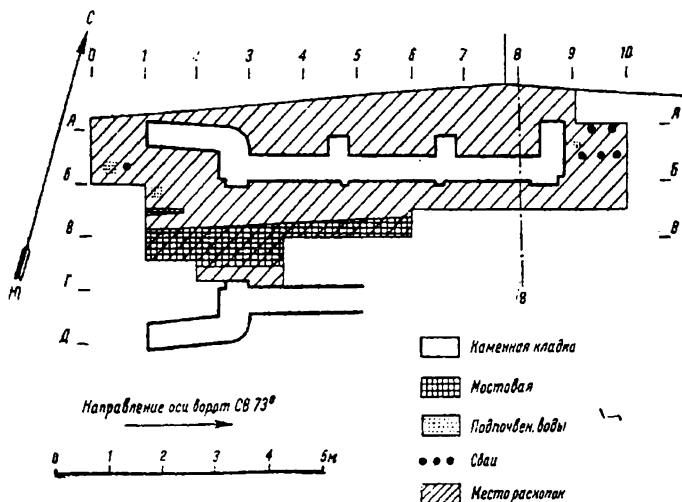 С
0 1 2 3 4 5 6 7 8 9 10
А А
Б Б
В В
Г 8
Ю
Д
Каменная кладка
Мостовая
Направление оси ворот СВ 73°
Подпочвен. воды
Сваи
0 1 2 3 4 5м
Место раскопок